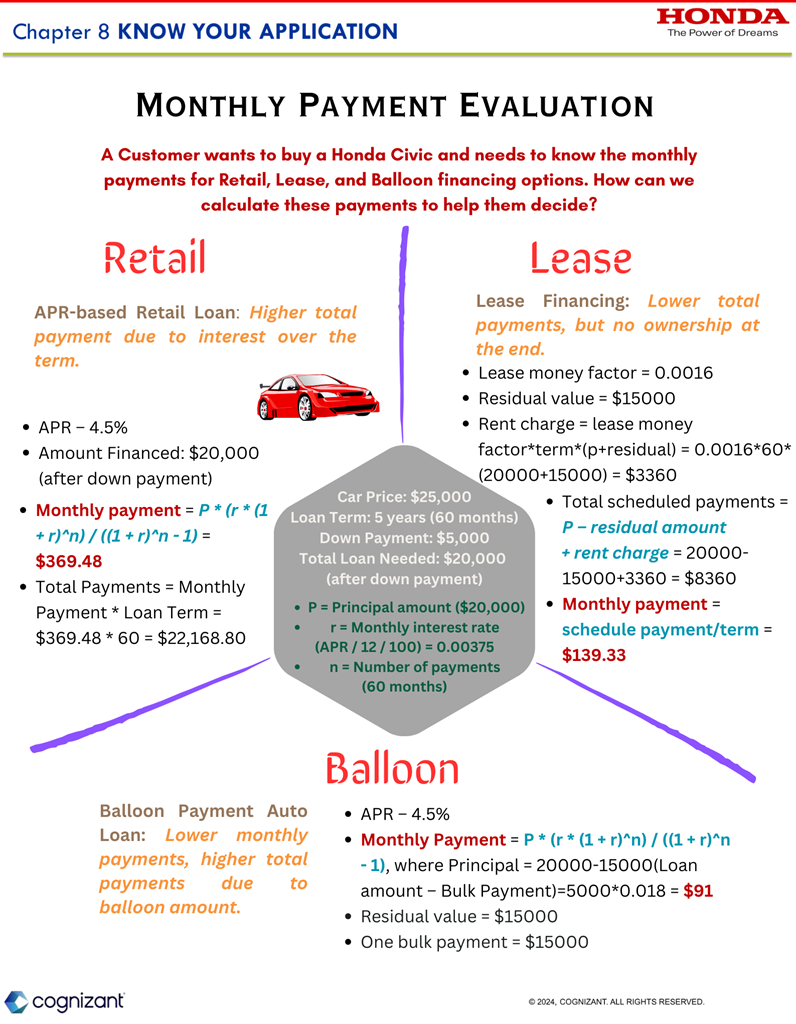 Chapter 8 KNOW YOUR APPLICATION
HONDA
The Power of Dreams
MONTHLY PAYMENT EVALUATION
A Customer wants to buy a Honda Civic and needs to know the monthly
payments for Retail, Lease, and Balloon financing options. How can we
calculate these payments to help them decide?
Retail
APR-based Retail Loan: Higher total
payment due to interest over the
term.
• APR – 4.5%
• Amount Financed: $20,000
(after down payment)
• Monthly payment = P * (r * (1
+ r)^n) / ((1 + r)^n - 1) =
$369.48
• Total Payments = Monthly
Payment * Loan Term =
$369.48 * 60 = $22,168.80
Lease
Lease Financing: Lower total
payments, but no ownership at
the end.
• Lease money factor = 0.0016
• Residual value = $15000
• Rent charge = lease money
factor*term*(p+residual) = 0.0016*60*
(20000+15000) = $3360
• Total scheduled payments =
P – residual amount
+ rent charge = 20000-
15000+3360 = $8360
• Monthly payment =
schedule payment/term =
$139.33
Car Price: $25,000
Loan Term: 5 years (60 months)
Down Payment: $5,000
Total Loan Needed: $20,000
(after down payment)
• P = Principal amount ($20,000)
• r = Monthly interest rate
(APR / 12 / 100) = 0.00375
• n = Number of payments
(60 months)
Balloon
Balloon Payment Auto
Loan: Lower monthly
payments, higher total
payments due to
balloon amount.
• APR – 4.5%
• Monthly Payment = P * (r * (1 + r)^n) / ((1 + r)^n
- 1), where Principal = 20000-15000(Loan
amount – Bulk Payment)=5000*0.018 = $91
• Residual value = $15000
• One bulk payment = $15000
cognizant
© 2024, COGNIZANT. ALL RIGHTS RESERVED.